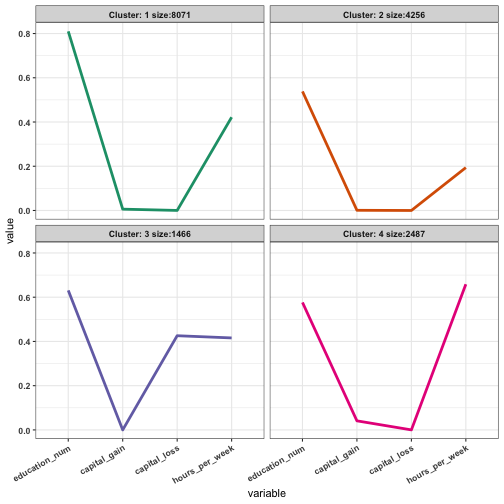 Cluster: 1 size:8071
Cluster: 2 size:4256
0.8
0.6
0.4
0.2
0.0
value
Cluster: 3 size:1466
Cluster: 4 size:2487
0.8
0.6
0.4
0.2
0.0
education_num
capital_gain
capital_loss
hours_per_week
education_num
capital_gain
capital_loss
hours_per_week
variable